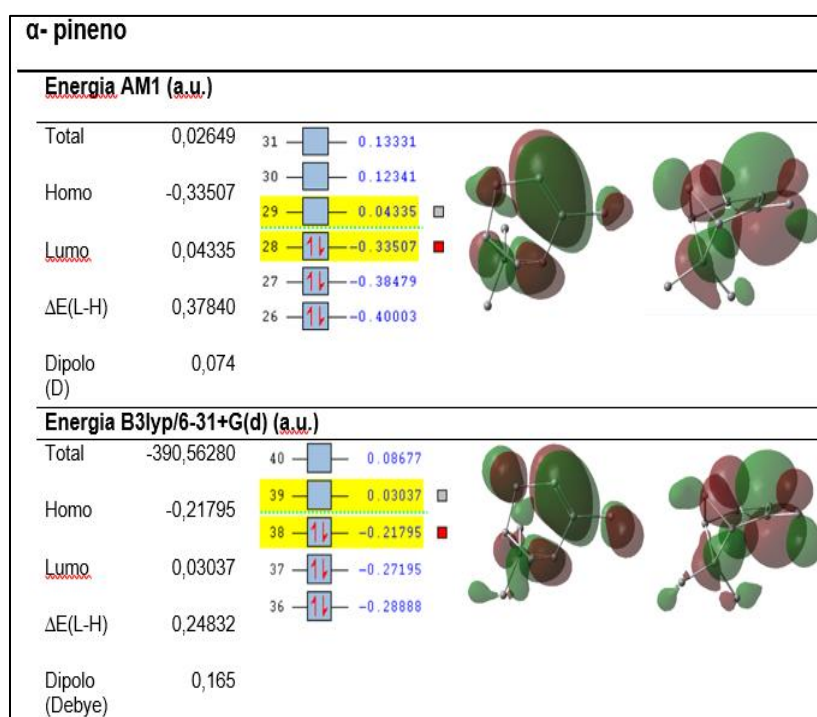 α- pineno
Energia AM1 (a.u.)
Total 0,02649
Homo -0,33507
Lumo 0,04335
ΔE(L-H) 0,37840
Dipolo
(D) 0,074
31 0.13331
30 0.12341
29 0.04335
28 -0.33507
27 -0.38479
26 -0.40003
Energia B3lyp/6-31+G(d) (a.u.)
Total -390,56280
Homo -0,21795
Lumo 0,03037
ΔE(L-H) 0,24832
Dipolo 0,165
(Debye)
40 0.08677
39 0.03037
38 -0.21795
37 -0.27195
36 -0.28888